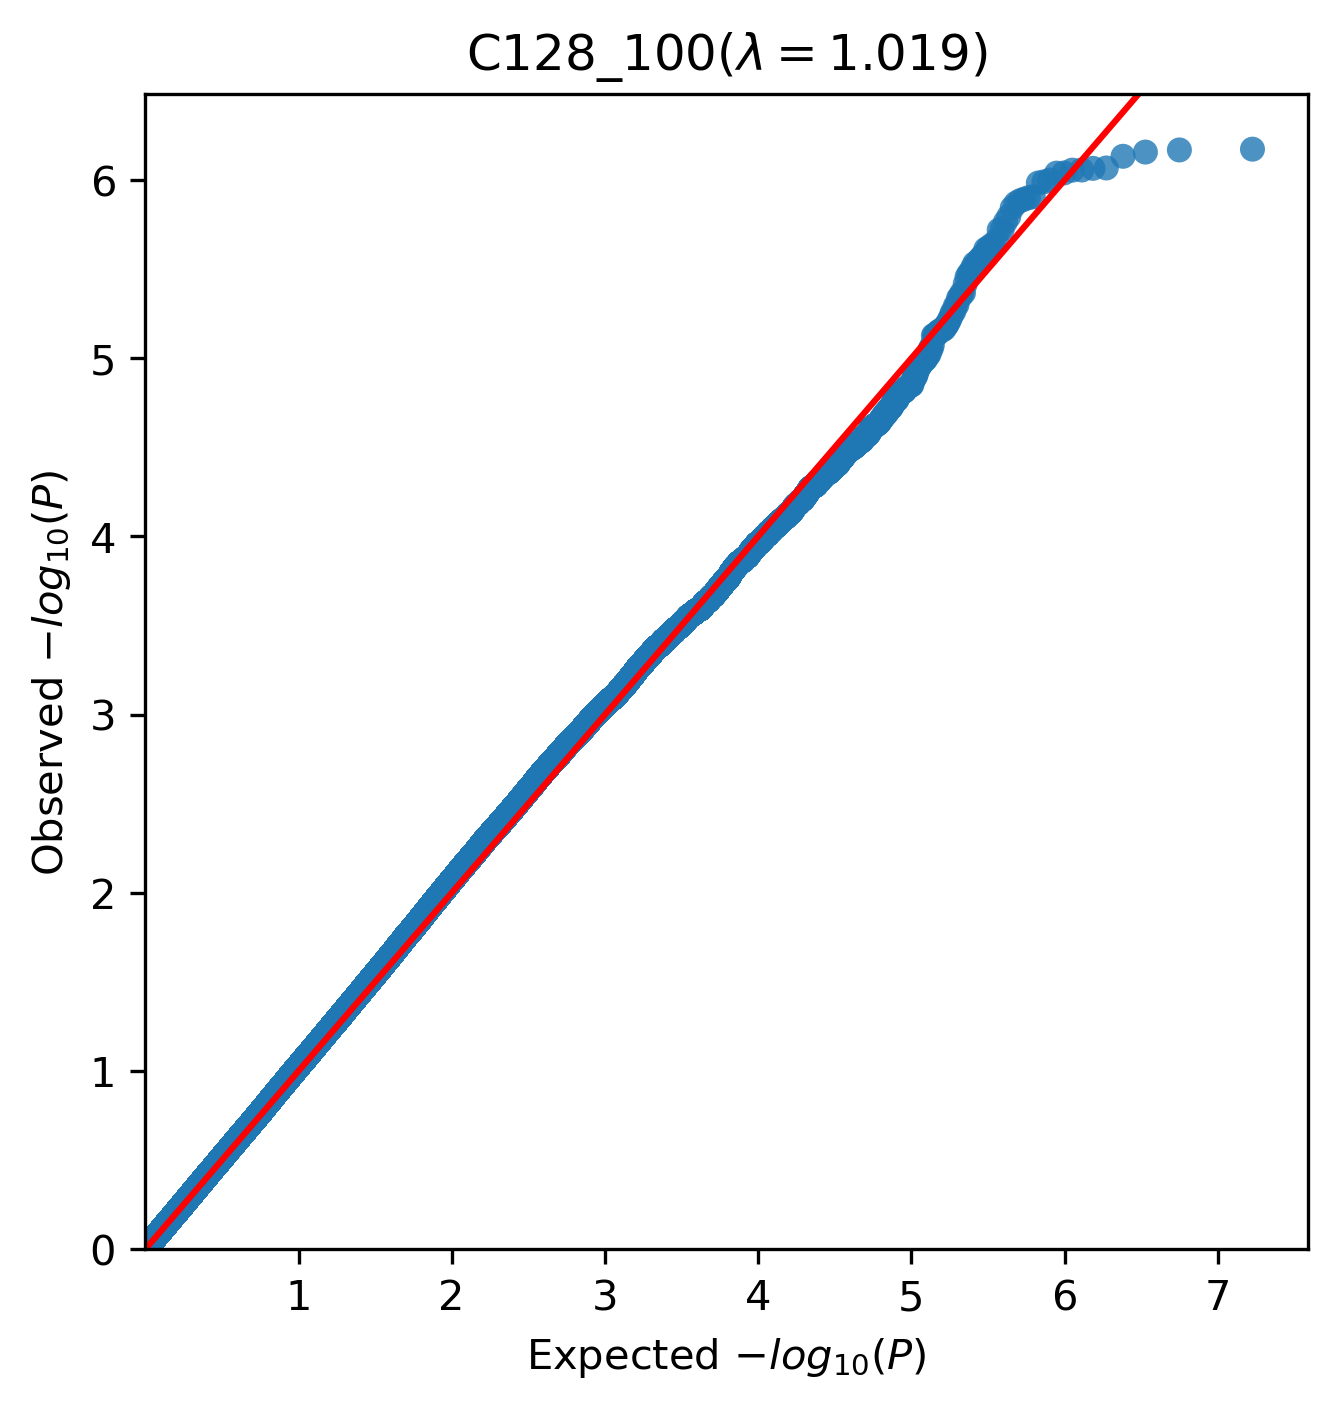 C128_100(λ = 1.019)
Observed −log10(P)
6
5
4
3
2
1
0
1 2 3 4 5 6 7
Expected −log10(P)